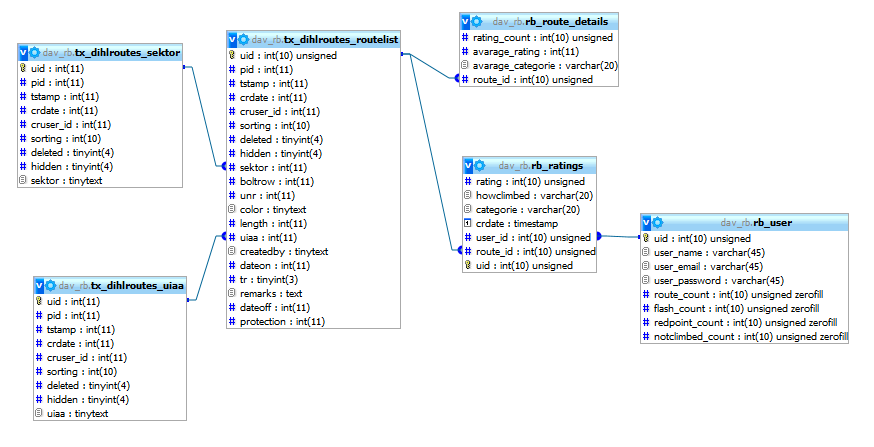 dav_rb.tx_dihlroutes_sektor
uid : int(11)
pid : int(11)
tstamp : int(11)
crdate : int(11)
cruser_id : int(11)
sorting : int(10)
deleted : tinyint(4)
hidden : tinyint(4)
sektor : tinytext
dav_rb.tx_dihlroutes_uiaa
uid : int(11)
pid : int(11)
tstamp : int(11)
crdate : int(11)
cruser_id : int(11)
sorting : int(10)
deleted : tinyint(4)
hidden : tinyint(4)
uiaa : tinytext
dav_rb.tx_dihlroutes_routelist
uid : int(10) unsigned
pid : int(11)
tstamp : int(11)
crdate : int(11)
cruser_id : int(11)
sorting : int(10)
deleted : tinyint(4)
hidden : tinyint(4)
sektor : int(11)
boltrow : int(11)
unr : int(11)
color : tinytext
length : int(11)
uiaa : int(11)
createdby : tinytext
dateon : int(11)
tr : tinyint(3)
remarks : text
dateoff : int(11)
protection : int(11)
dav_rb.rb_route_details
rating_count : int(10) unsigned
avarage_rating : int(11)
avarage_categorie : varchar(20)
route_id : int(10) unsigned
dav_rb.rb_ratings
rating : int(10) unsigned
howclimbed : varchar(20)
categorie : varchar(20)
crdate : timestamp
user_id : int(10) unsigned
route_id : int(10) unsigned
uid : int(10) unsigned
dav_rb.rb_user
uid : int(10) unsigned
user_name : varchar(45)
user_email : varchar(45)
user_password : varchar(45)
route_count : int(10) unsigned zerofill
flash_count : int(10) unsigned zerofill
redpoint_count : int(10) unsigned zerofill
notclimbed_count : int(10) unsigned zerofill